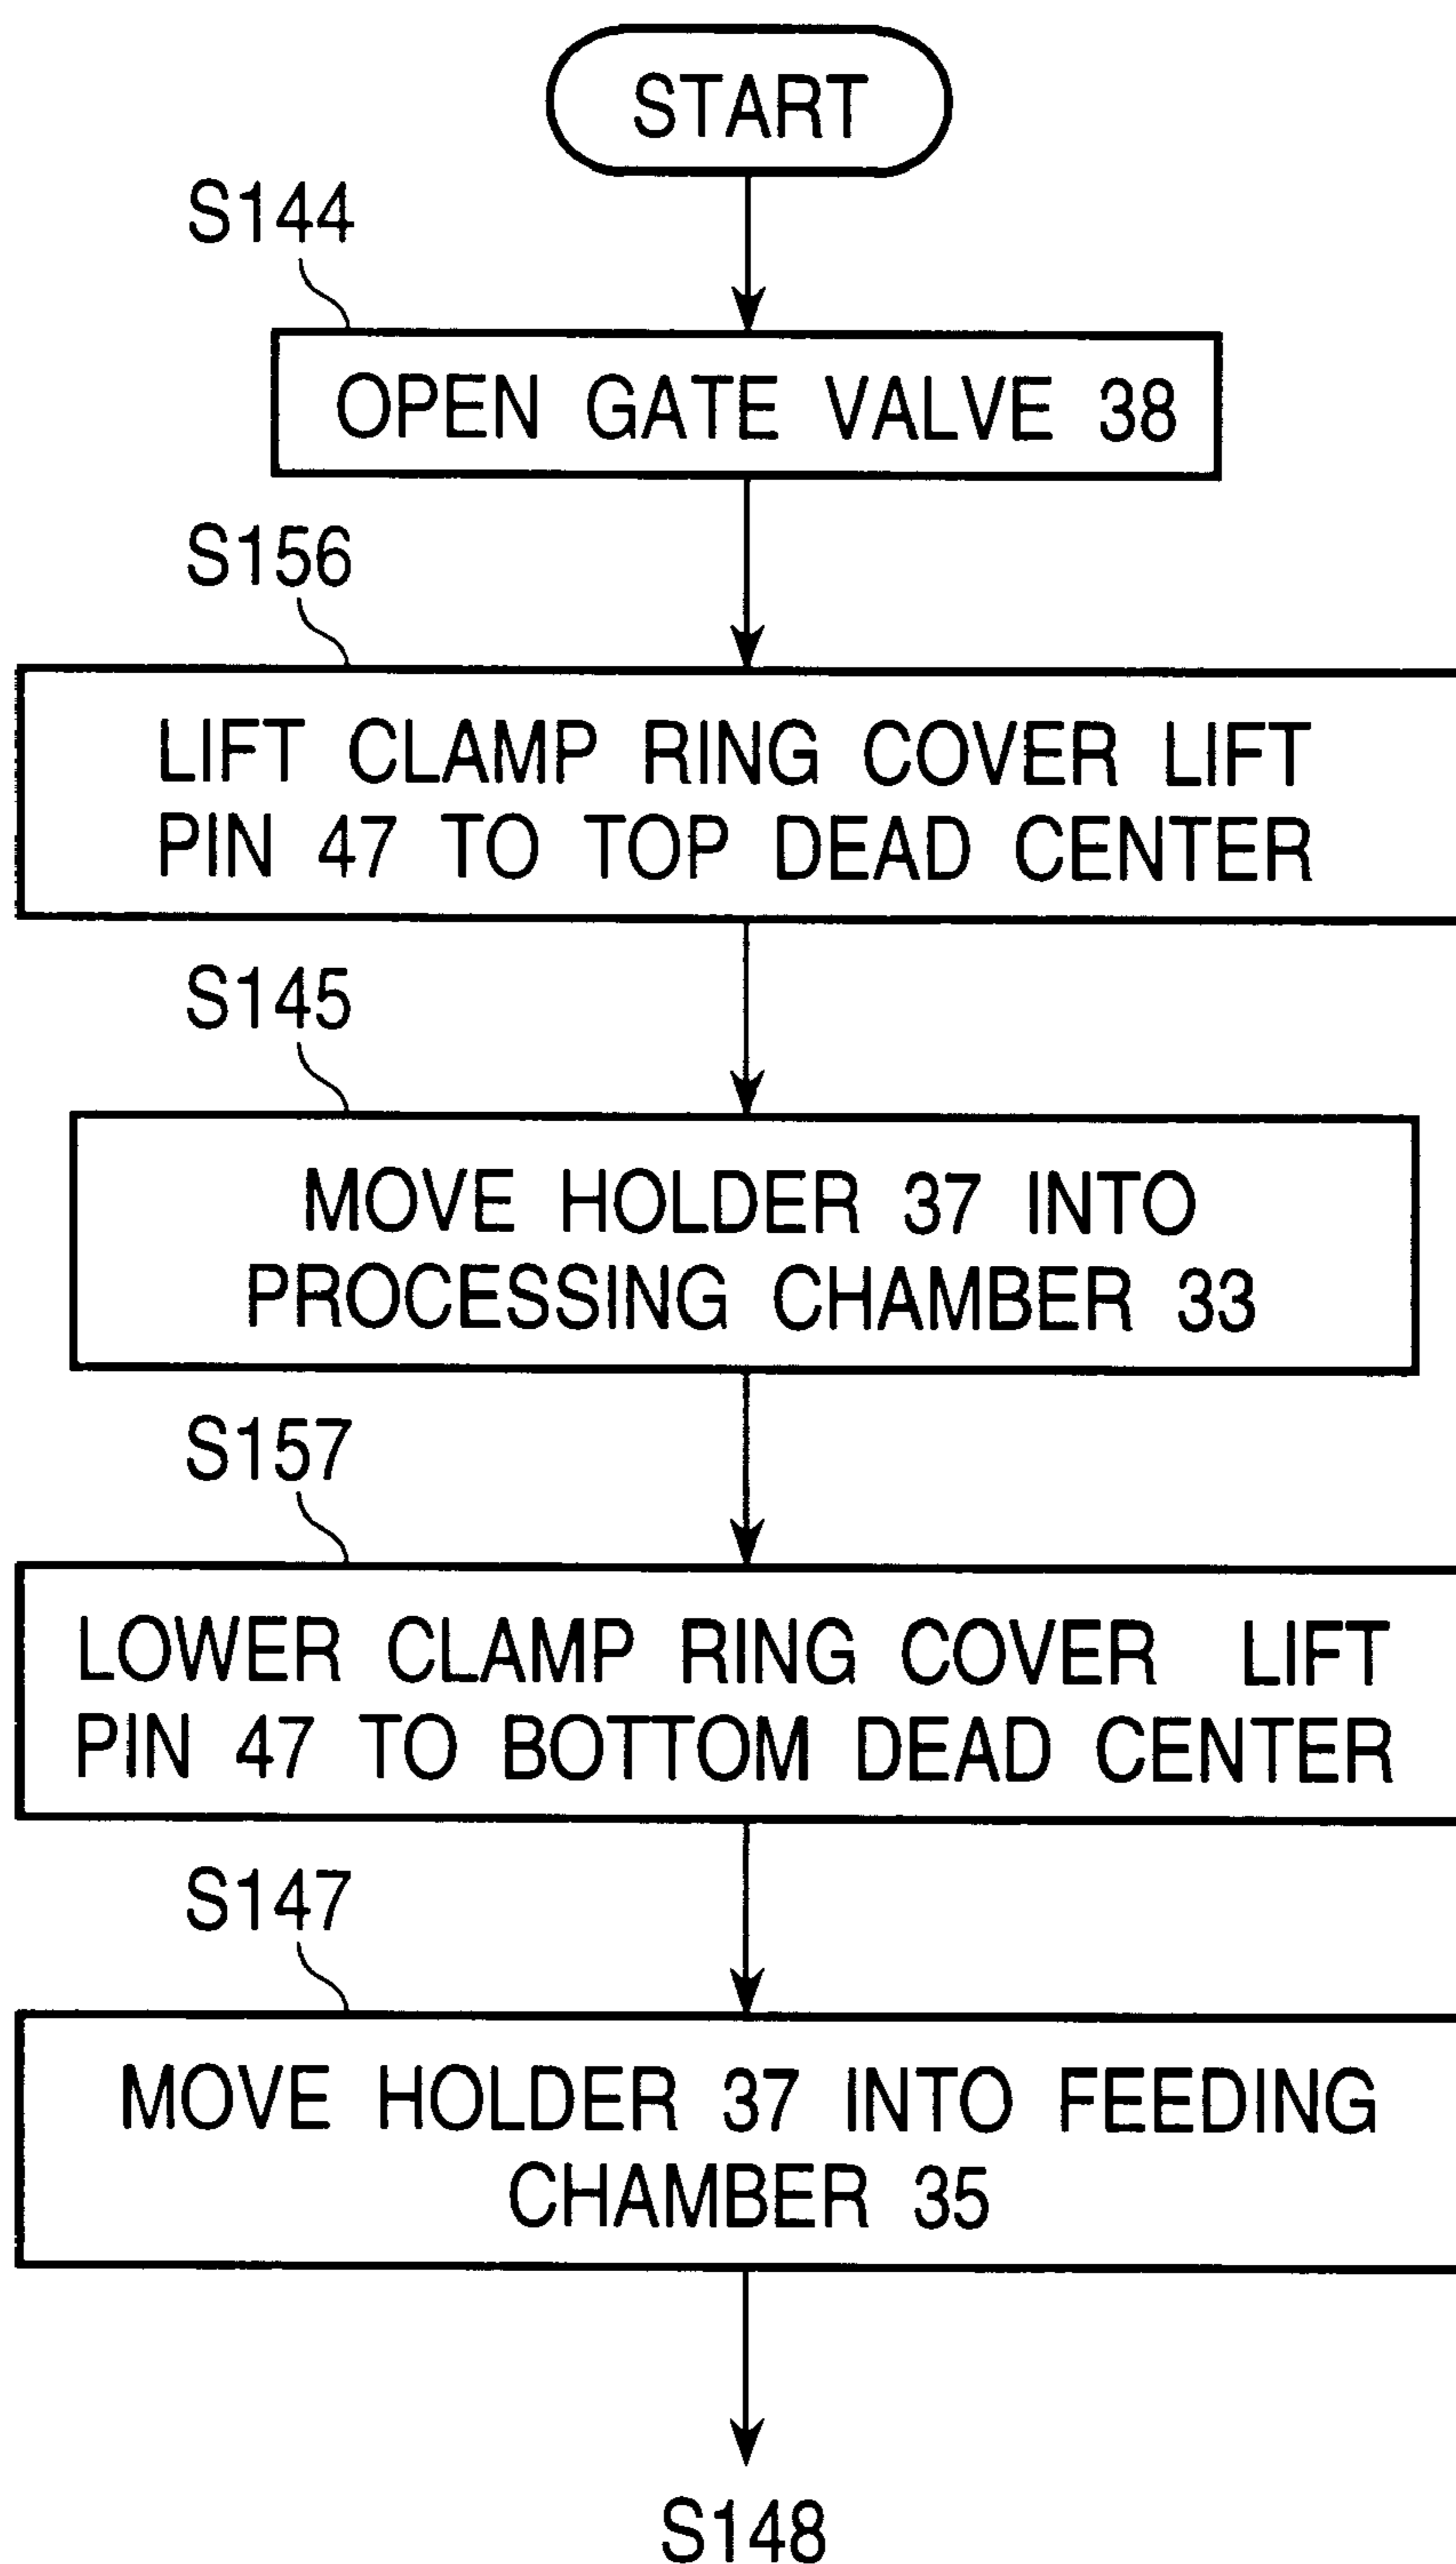 START
S144
OPEN GATE VALVE 38
S156
LIFT CLAMP RING COVER LIFT
PIN 47 TO TOP DEAD CENTER
S145
MOVE HOLDER 37 INTO
PROCESSING CHAMBER 33
S157
LOWER CLAMP RING COVER LIFT
PIN 47 TO BOTTOM DEAD CENTER
S147
MOVE HOLDER 37 INTO FEEDING
CHAMBER 35
S148